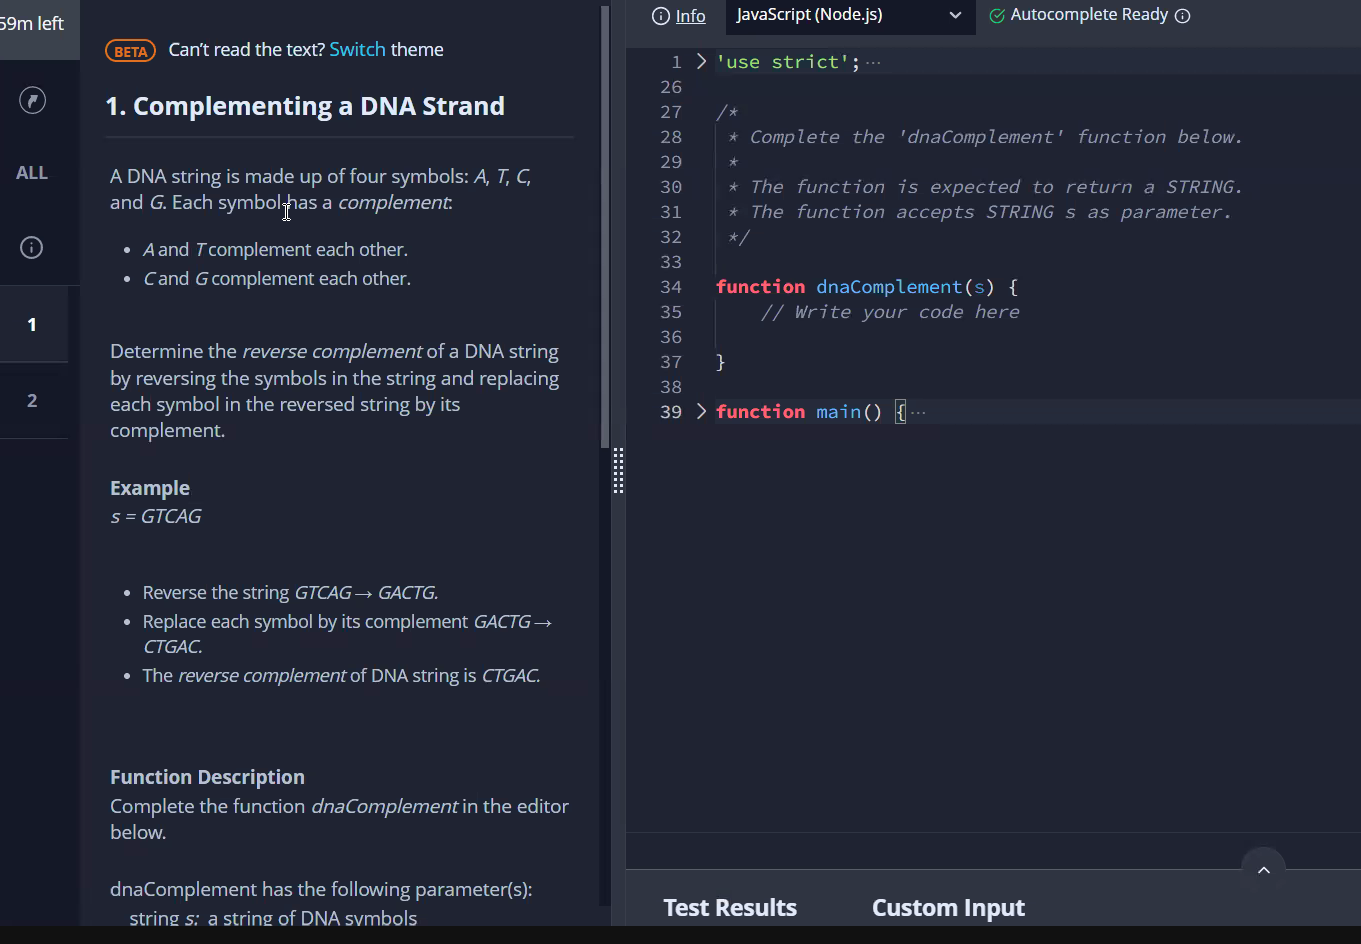 59m left
BETA Can't read the text? Switch theme
1. Complementing a DNA Strand
A DNA string is made up of four symbols: A, T, C,
and G. Each symbol has a complement:
• A and T complement each other.
• C and G complement each other.
Determine the reverse complement of a DNA string
by reversing the symbols in the string and replacing
each symbol in the reversed string by its
complement.
Example
s = GTCAG
• Reverse the string GTCAG → GACTG.
• Replace each symbol by its complement GACTG →
CTGAC.
• The reverse complement of DNA string is CTGAC.
Function Description
Complete the function dnaComplement in the editor
below.
dnaComplement has the following parameter(s):
string s: a string of DNA symbols
ALL
1
2
Info
JavaScript (Node.js)
Autocomplete Ready
1 > 'use strict'; ...
26
27 /*
28 * Complete the 'dnaComplement' function below.
29 *
30 * The function is expected to return a STRING.
31 * The function accepts STRING s as parameter.
32 */
33
34 function dnaComplement(s) {
35 // Write your code here
36
37 }
38
39 > function main() { ...
Test Results
Custom Input